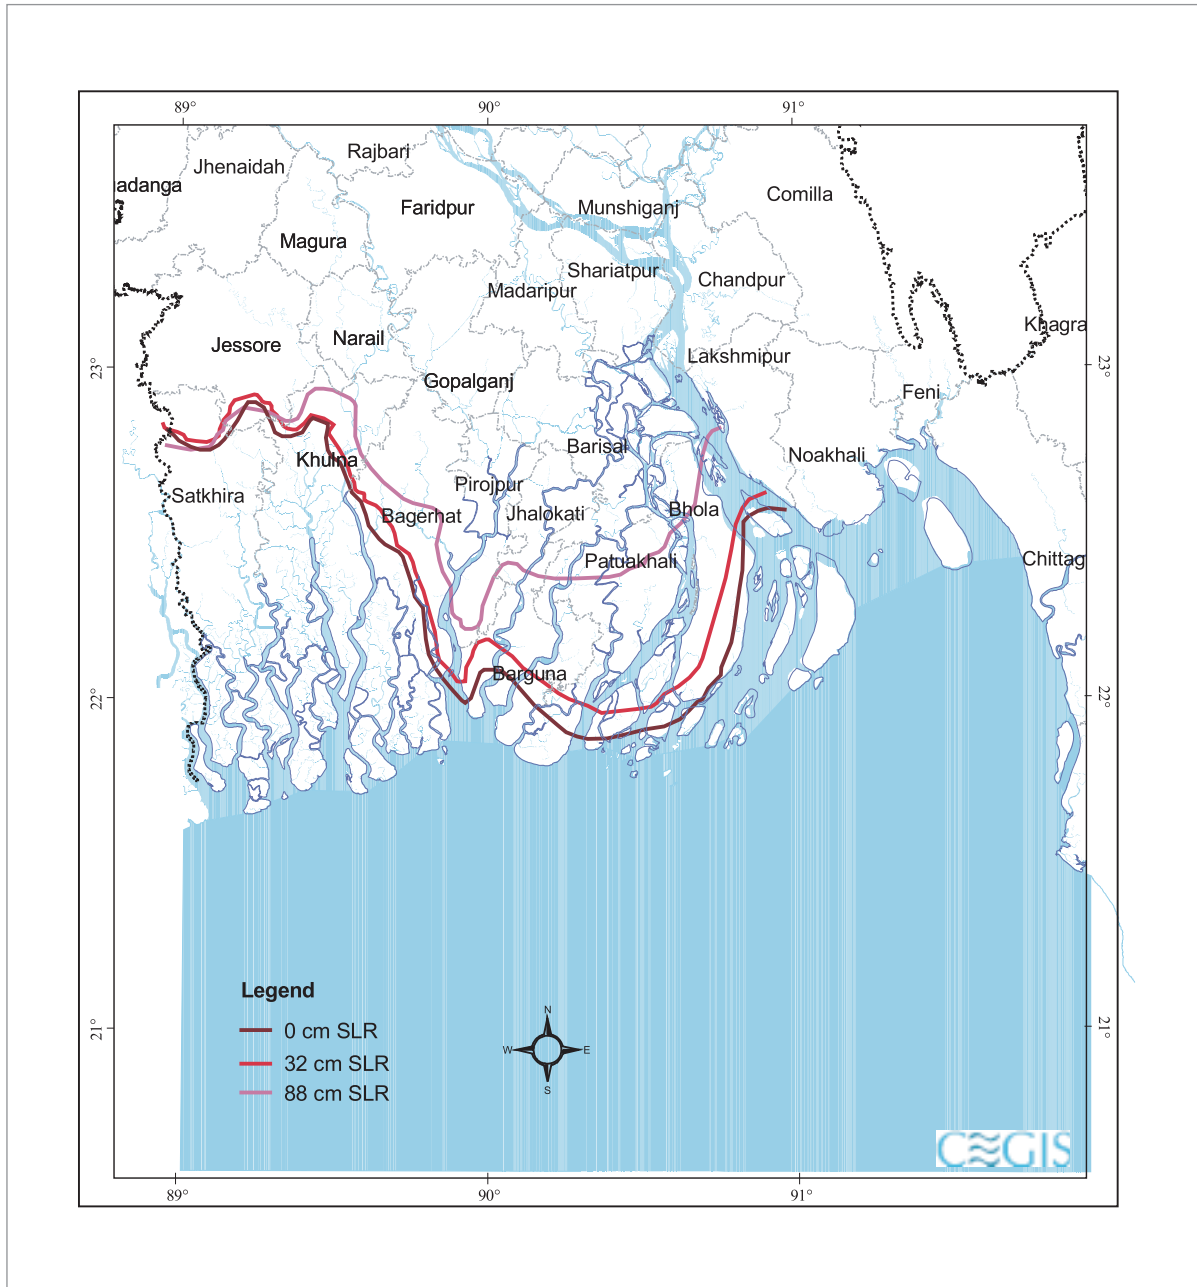 89° 90° 91°
Rajbari
Jhenaidah
adanga
Comilla
Faridpur
Munshiganj
Magura
Shariatpur
Chandpur
Madaripur
Khagra
Narail
Jessore
Lakshmipur
23°
23°
Gopalganj
Feni
Barisal
Noakhali
Khulna
Pirojpur
Satkhira
Bhola
Jhalokati
Bagerhat
Patuakhali
Chittag
Barguna
22°
22°
Legend
0 cm SLR
32 cm SLR
88 cm SLR
N
W E
S
21°
21°
CEGIS
89° 90° 91°